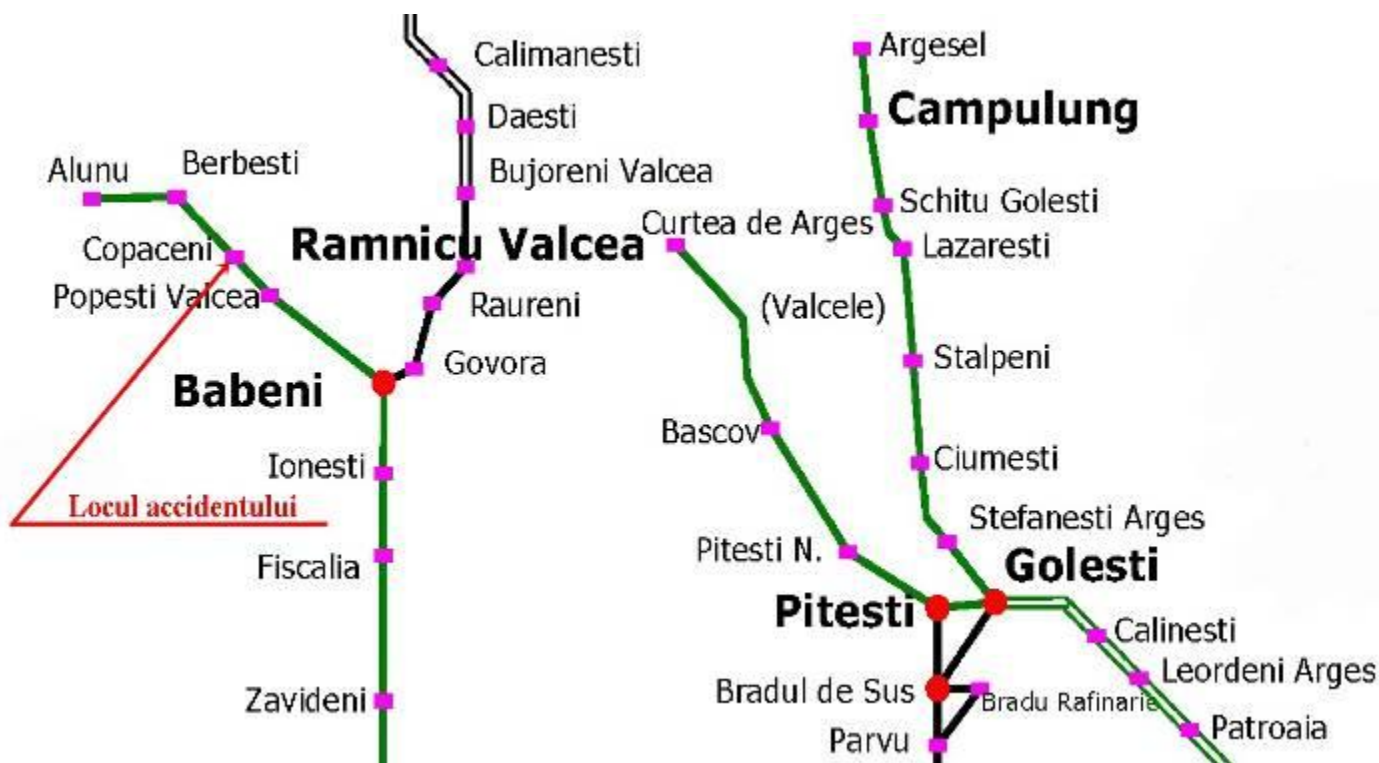 Calimanesti
Argesel
Campulung
Daesti
Alunu
Berbesti
Bujoreni Valcea
Schitu Golesti
Curtea de Arges
Copaceni
Ramnicu Valcea
Lazaresti
Popesti Valcea
Raureni
(Valcele)
Govora
Stalpeni
Babeni
Bascov
Ionesti
Ciumesti
Locul accidentului
Stefanesti Arges
Pitesti N.
Fiscalia
Golesti
Pitesti
Calinesti
Leordeni Arges
Bradul de Sus
Bradu Rafinarie
Zavideni
Patroaia
Parvu